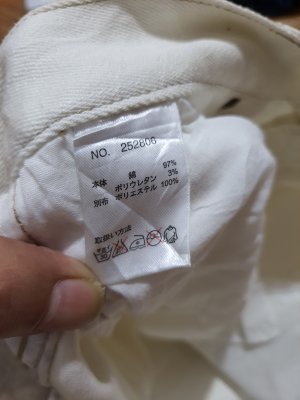 NO. 252806
本体 綿 97%
ポリウレタン 3%
別布 ポリエステル 100%
取扱い方法